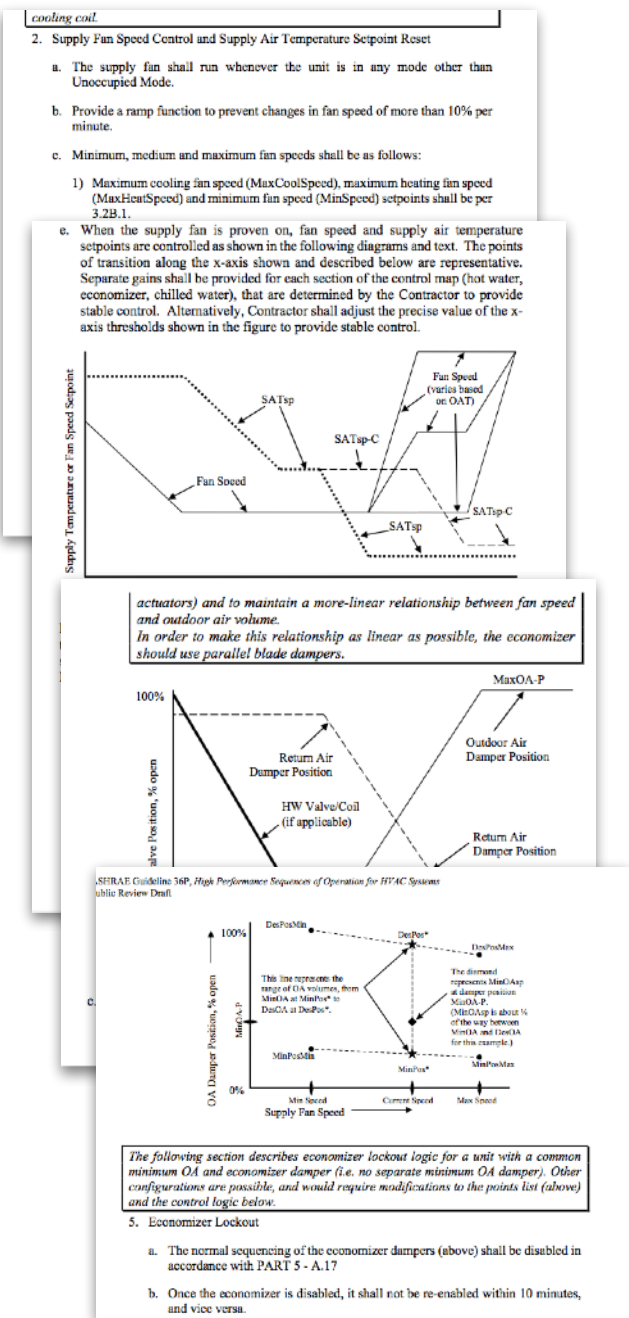 cooling coil.
2. Supply Fan Speed Control and Supply Air Temperature Setpoint Reset
a. The supply fan shall run whenever the unit is in any mode other than
Unoccupied Mode.
b. Provide a ramp function to prevent changes in fan speed of more than 10% per
minute.
c. Minimum, medium and maximum fan speeds shall be as follows:
1) Maximum cooling fan speed (MaxCoolSpeed), maximum heating fan speed
(MaxHeatSpeed) and minimum fan speed (MinSpeed) setpoints shall be per
3.2B.1.
e. When the supply fan is proven on, fan speed and supply air temperature
setpoints are controlled as shown in the following diagrams and text. The points
of transition along the x-axis shown and described below are representative.
Separate gains shall be provided for each section of the control map (hot water,
economizer, chilled water), that are determined by the Contractor to provide
stable control. Alternatively, Contractor shall adjust the precise value of the x-
axis thresholds shown in the figure to provide stable control.
Supply Temperature or Fan Speed Setpoint
Fan Speed
(varies based
on OAT)
SATsp
SATsp-C
Fan Speed
SATsp-C
SATsp
actuators) and to maintain a more-linear relationship between fan speed
and outdoor air volume.
In order to make this relationship as linear as possible, the economizer
should use parallel blade dampers.
MaxOA-P
100%
Outdoor Air
Damper Position
Return Air
Damper Position
HW Valve/Coil
(if applicable)
Return Air
Damper Position
alve Position, % open
SHRAE Guideline 36P, High Performance Sequences of Operation for HVAC Systems
ublic Review Draft
c.
OA Damper Position, % open
100%
DesPosMin
DesPos*
DesPosMax
This line represents the
range of OA volumes, from
MinOA at MinPos* to
DesOA at DesPos*.
The diamond
represents MinOAsp
at damper position
MinOA-P.
(MinOAsp is about ¼
of the way between
MinOA and DesOA
for this example.)
MinOA-P
MinPosMin
MinPos*
MinPosMax
0%
Min Speed
Current Speed
Max Speed
Supply Fan Speed
The following section describes economizer lockout logic for a unit with a common
minimum OA and economizer damper (i.e. no separate minimum OA damper). Other
configurations are possible, and would require modifications to the points list (above)
and the control logic below.
5. Economizer Lockout
a. The normal sequencing of the economizer dampers (above) shall be disabled in
accordance with PART 5 - A.17
b. Once the economizer is disabled, it shall not be re-enabled within 10 minutes,
and vice versa.